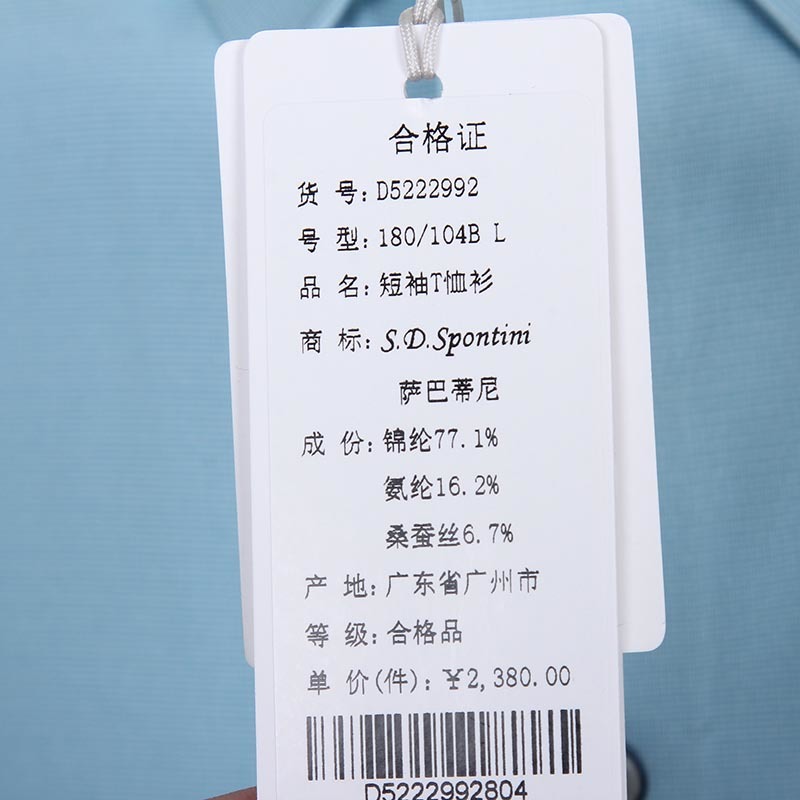 合格证
货 号: D5222992
号 型: 180/104B L
品 名: 短袖T恤衫
商 标: S.D.Spontini
萨巴蒂尼
成 份: 锦纶77.1%
氨纶16.2%
桑蚕丝6.7%
产 地: 广东省广州市
等 级: 合格品
单 价(件): ¥2,380.00
D5222992804